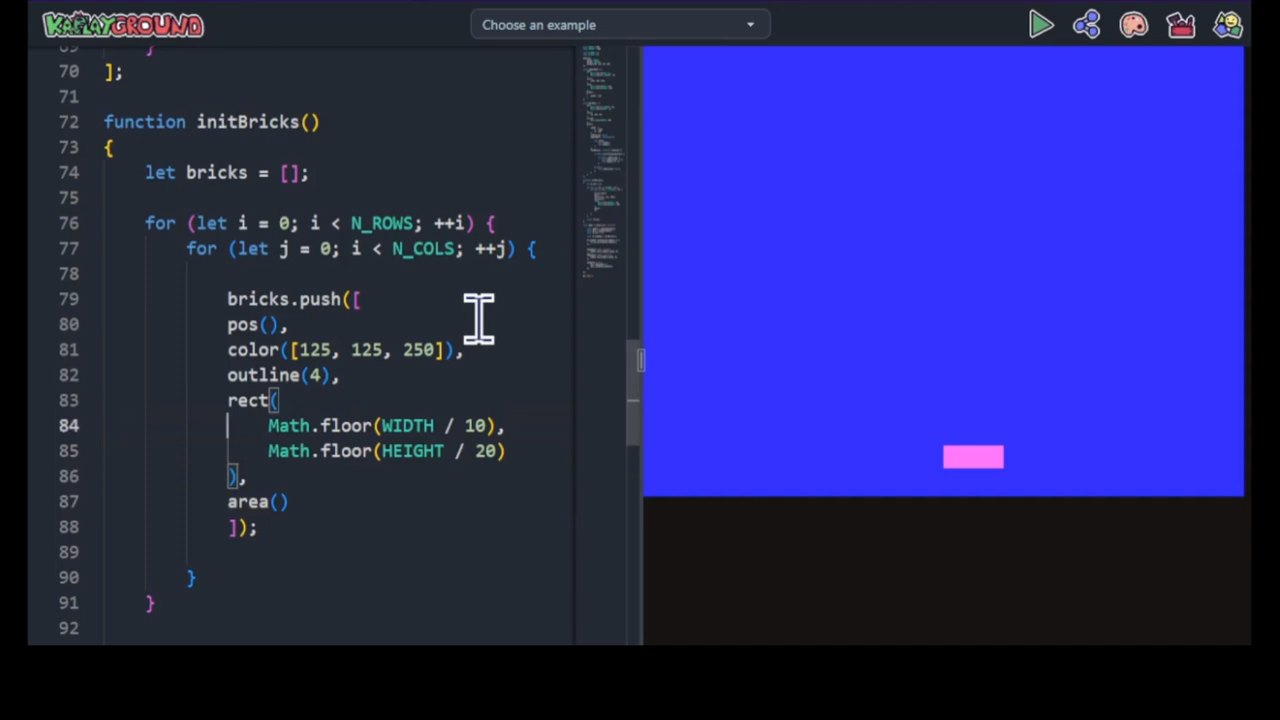 KAPLAYGROUND
Choose an example
69 }
70 ];
71
72 function initBricks()
73 {
74 let bricks = [];
75
76 for (let i = 0; i < N_ROWS; ++i) {
77 for (let j = 0; i < N_COLS; ++j) {
78
79 bricks.push([
80 pos(),
81 color([125, 125, 250]),
82 outline(4),
83 rect(
84 Math.floor(WIDTH / 10),
85 Math.floor(HEIGHT / 20)
86 ),
87 area()
88 ]);
89
90 }
91 }
92